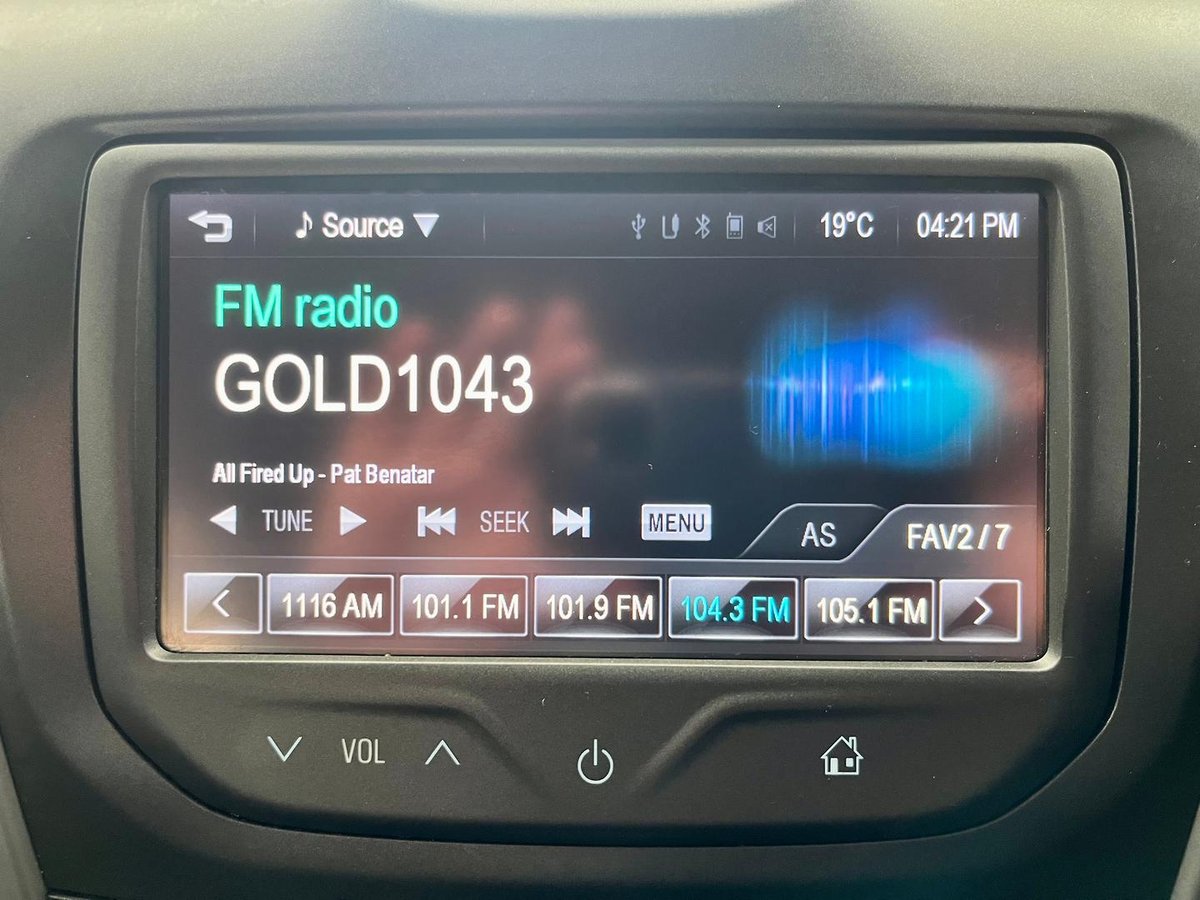 Source 19°C 04:21 PM
FM radio
GOLD1043
All Fired Up - Pat Benatar
TUNE SEEK MENU AS FAV2 / 7
1116 AM 101.1 FM 101.9 FM 104.3 FM 105.1 FM
VOL